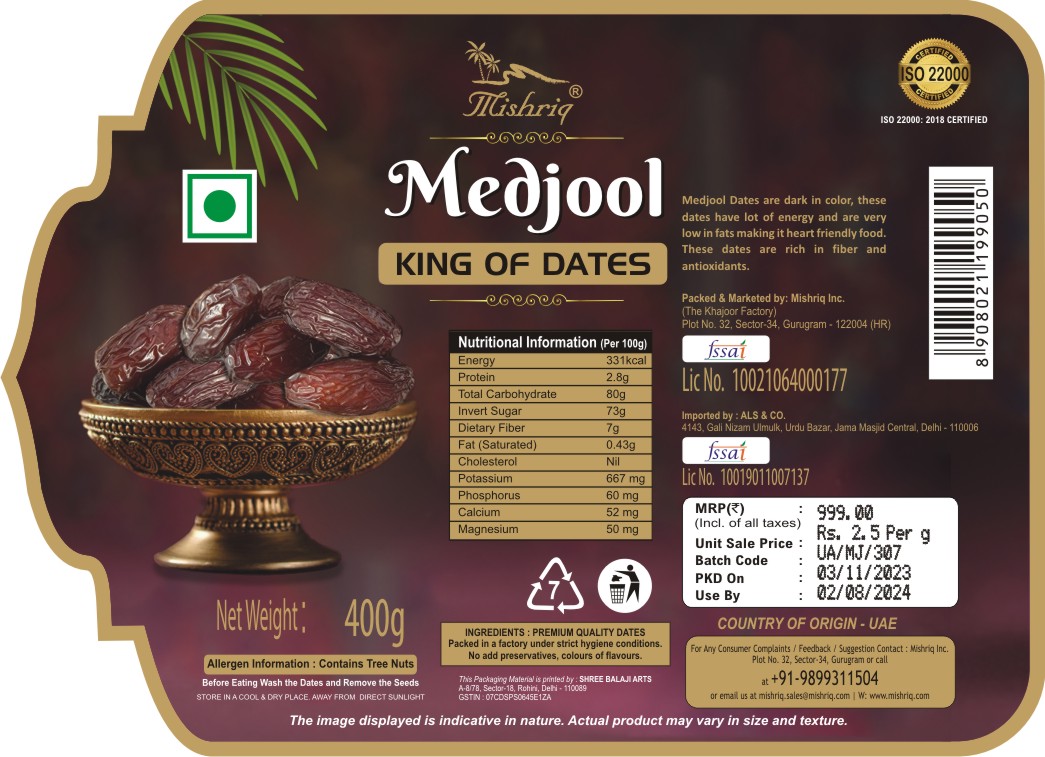 Mishriq®
CERTIFIED
ISO 22000
CERTIFIED
ISO 22000: 2018 CERTIFIED
Medjool
KING OF DATES
Medjool Dates are dark in color, these
dates have lot of energy and are very
low in fats making it heart friendly food.
These dates are rich in fiber and
antioxidants.
Packed & Marketed by: Mishriq Inc.
(The Khajoor Factory)
Plot No. 32, Sector-34, Gurugram - 122004 (HR)
fssai
Lic No. 10021064000177
Imported by : ALS & CO.
4143, Gali Nizam Ulmulk, Urdu Bazar, Jama Masjid Central, Delhi - 110006
fssai
Lic No. 10019011007137
8 908021 199050
Nutritional Information (Per 100g)
Energy 331kcal
Protein 2.8g
Total Carbohydrate 80g
Invert Sugar 73g
Dietary Fiber 7g
Fat (Saturated) 0.43g
Cholesterol Nil
Potassium 667 mg
Phosphorus 60 mg
Calcium 52 mg
Magnesium 50 mg
7
MRP(₹) : 999.00
(Incl. of all taxes)
Unit Sale Price : Rs. 2.5 Per g
Batch Code : UA/MJ/307
PKD On : 03/11/2023
Use By : 02/08/2024
Net Weight: 400g
Allergen Information : Contains Tree Nuts
Before Eating Wash the Dates and Remove the Seeds
STORE IN A COOL & DRY PLACE. AWAY FROM DIRECT SUNLIGHT
INGREDIENTS : PREMIUM QUALITY DATES
Packed in a factory under strict hygiene conditions.
No add preservatives, colours of flavours.
This Packaging Material is printed by : SHREE BALAJI ARTS
A-8/78, Sector-18, Rohini, Delhi - 110089
GSTIN : 07CDSPS0645E1ZA
COUNTRY OF ORIGIN - UAE
For Any Consumer Complaints / Feedback / Suggestion Contact : Mishriq Inc.
Plot No. 32, Sector-34, Gurugram or call
at +91-9899311504
or email us at mishriq.sales@mishriq.com | W: www.mishriq.com
The image displayed is indicative in nature. Actual product may vary in size and texture.